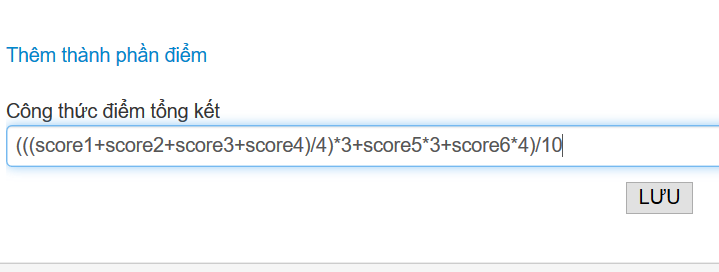 Thêm thành phần điểm
Công thức điểm tổng kết
(((score1+score2+score3+score4)/4)*3+score5*3+score6*4)/10
LƯU